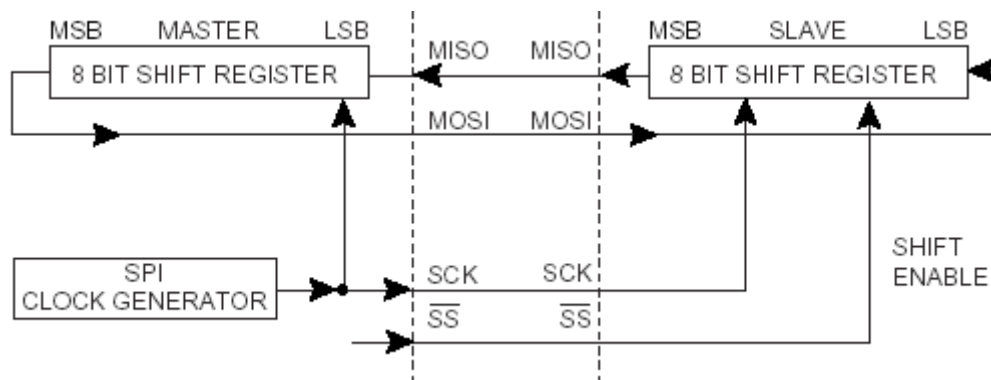 MSB MASTER LSB
8 BIT SHIFT REGISTER
MISO MISO
MSB SLAVE LSB
8 BIT SHIFT REGISTER
MOSI MOSI
SHIFT
ENABLE
SPI
CLOCK GENERATOR
SCK SCK
SS SS